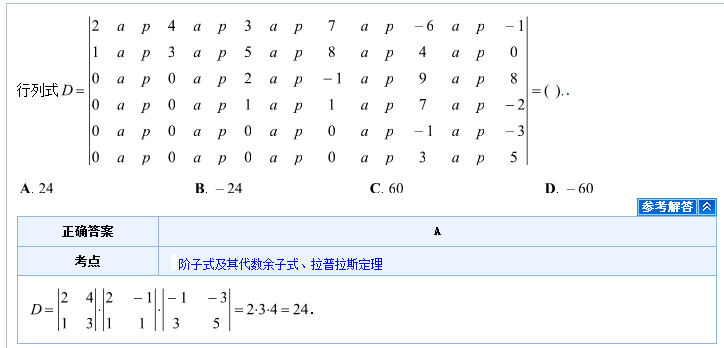 2 a p 4 a p 3 a p 7 a p −6 a p −1
1 a p 3 a p 5 a p 8 a p 4 a p 0
0 a p 0 a p 2 a p −1 a p 9 a p 8
行列式 D = = ( )..
0 a p 0 a p 1 a p 1 a p 7 a p −2
0 a p 0 a p 0 a p 0 a p −1 a p −3
0 a p 0 a p 0 a p 0 a p 3 a p 5
A. 24 B. −24 C. 60 D. −60
参考解答
正确答案 A
考点 阶子式及其代数余子式、拉普拉斯定理
D = |2 4; 1 3| · |2 −1; 1 1| · |−1 −3; 3 5| = 2·3·4 = 24.